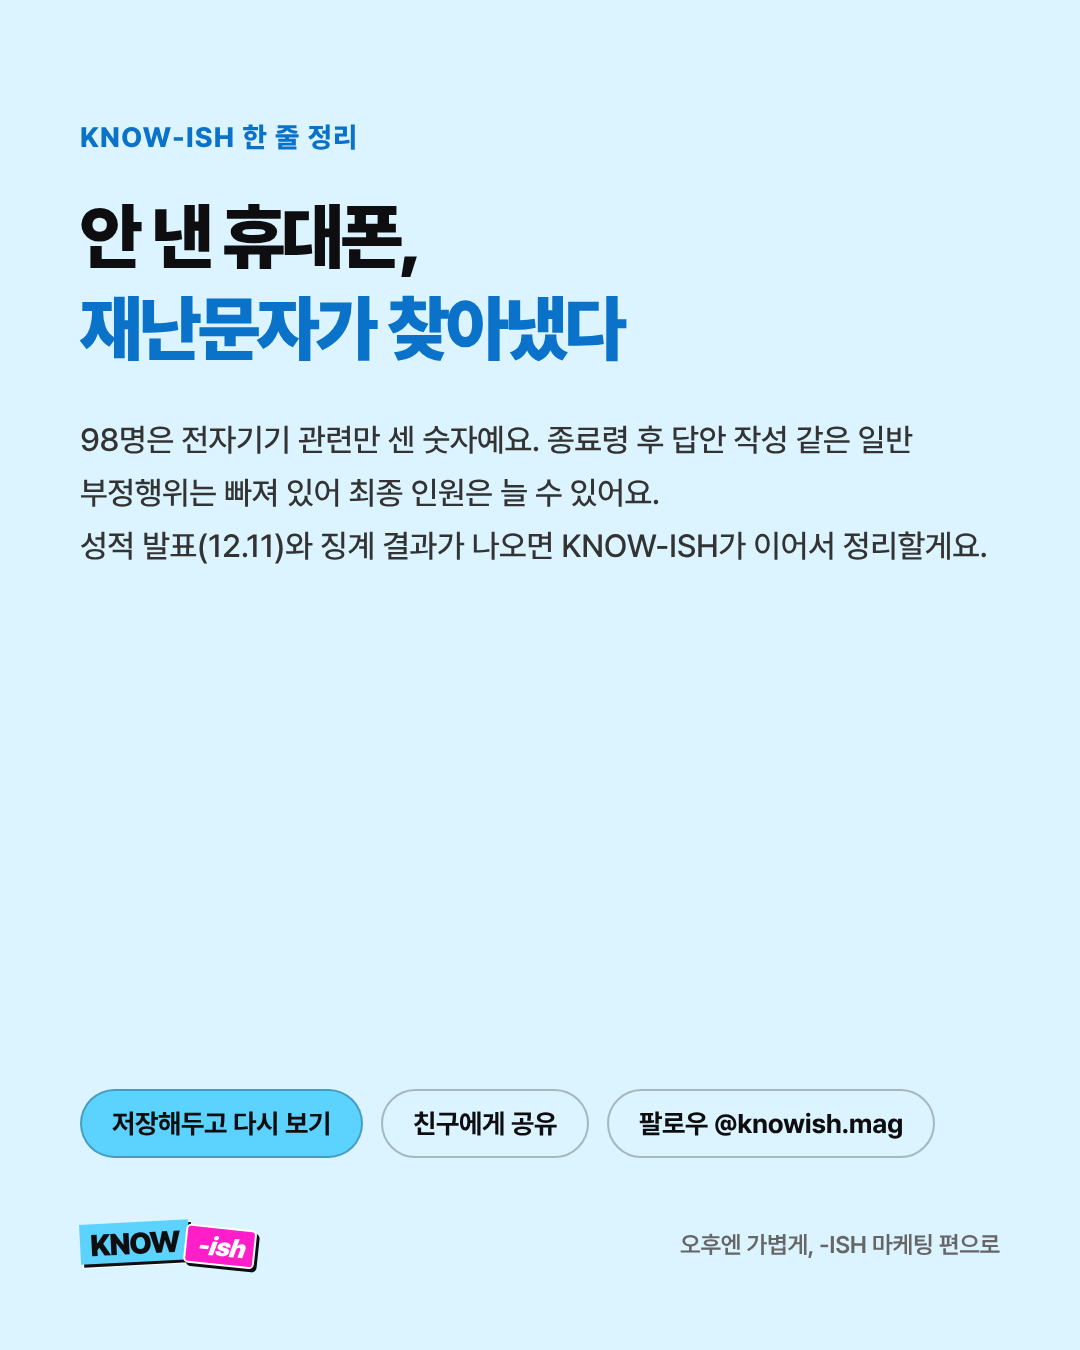 KNOW-ISH 한 줄 정리
안 낸 휴대폰,
재난문자가 찾아냈다
98명은 전자기기 관련만 센 숫자예요. 종료령 후 답안 작성 같은 일반
부정행위는 빠져 있어 최종 인원은 늘 수 있어요.
성적 발표(12.11)와 징계 결과가 나오면 KNOW-ISH가 이어서 정리할게요.
저장해두고 다시 보기
친구에게 공유
팔로우 @knowish.mag
KNOW -ish
오후엔 가볍게, -ISH 마케팅 편으로